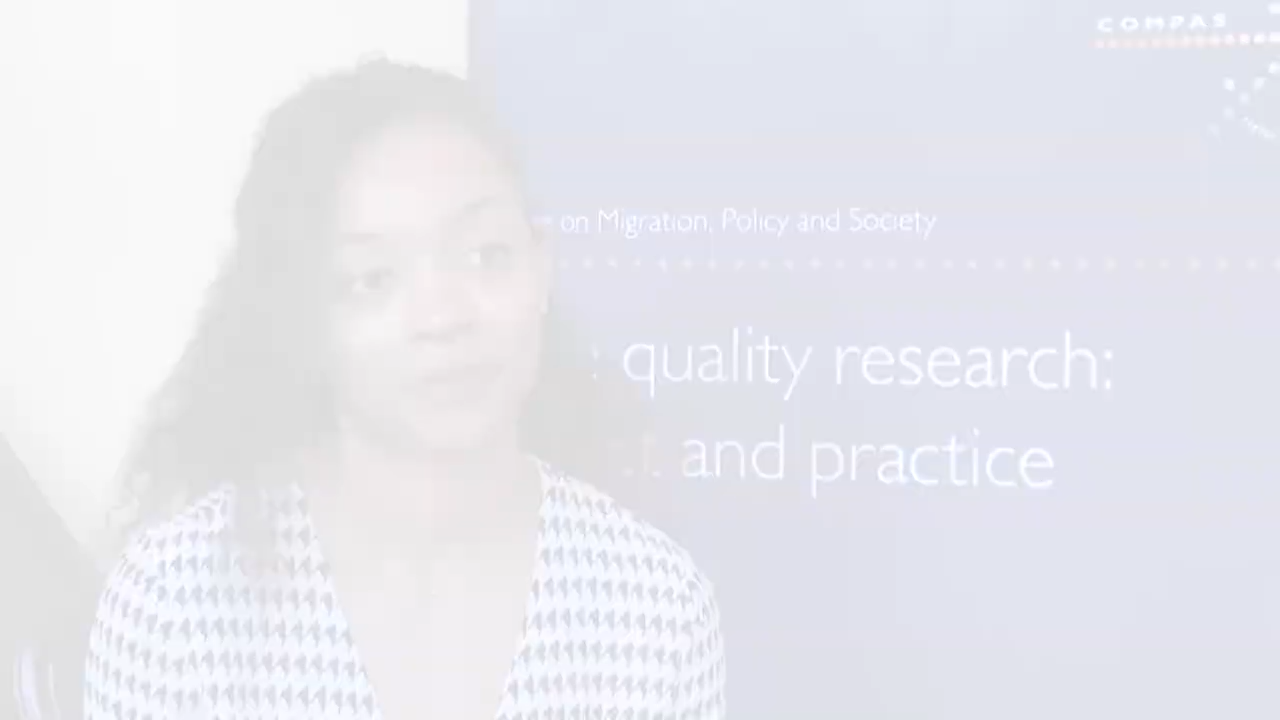 COMPAS
on Migration, Policy and Society
: quality research:
and practice